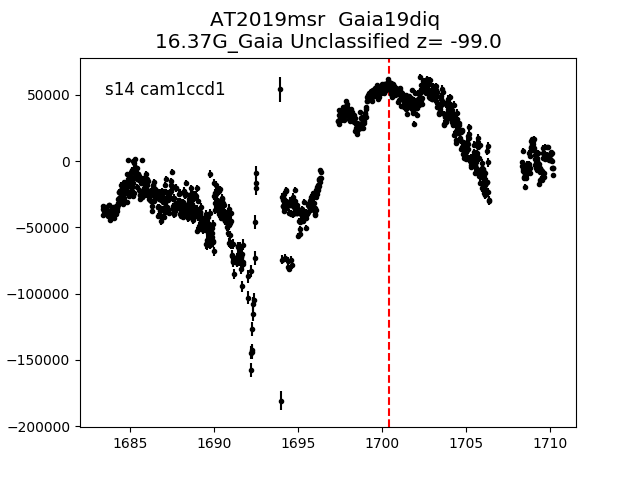 AT2019msr  Gaia19diq
16.37G_Gaia Unclassified z= -99.0
s14 cam1ccd1
50000
0
−50000
−100000
−150000
−200000
1685 1690 1695 1700 1705 1710